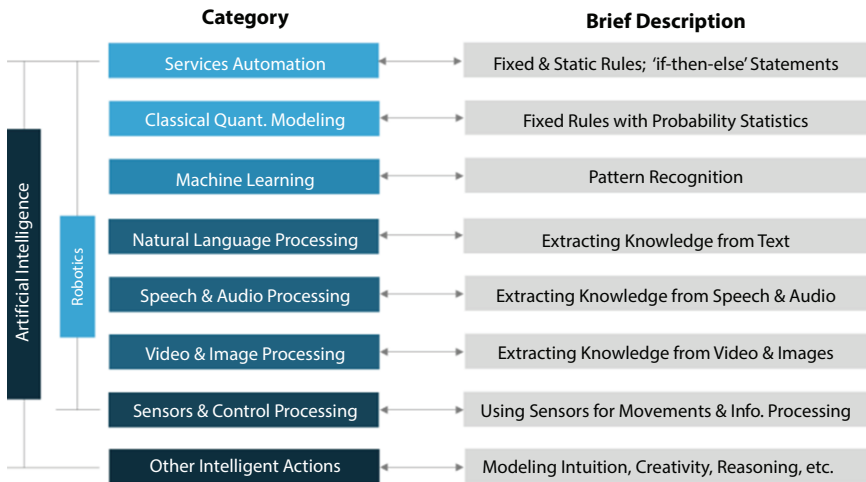 Category
Brief Description
Services Automation
Fixed & Static Rules; ‘if-then-else’ Statements
Classical Quant. Modeling
Fixed Rules with Probability Statistics
Machine Learning
Pattern Recognition
Natural Language Processing
Extracting Knowledge from Text
Speech & Audio Processing
Extracting Knowledge from Speech & Audio
Video & Image Processing
Extracting Knowledge from Video & Images
Sensors & Control Processing
Using Sensors for Movements & Info. Processing
Other Intelligent Actions
Modeling Intuition, Creativity, Reasoning, etc.
Artificial Intelligence
Robotics